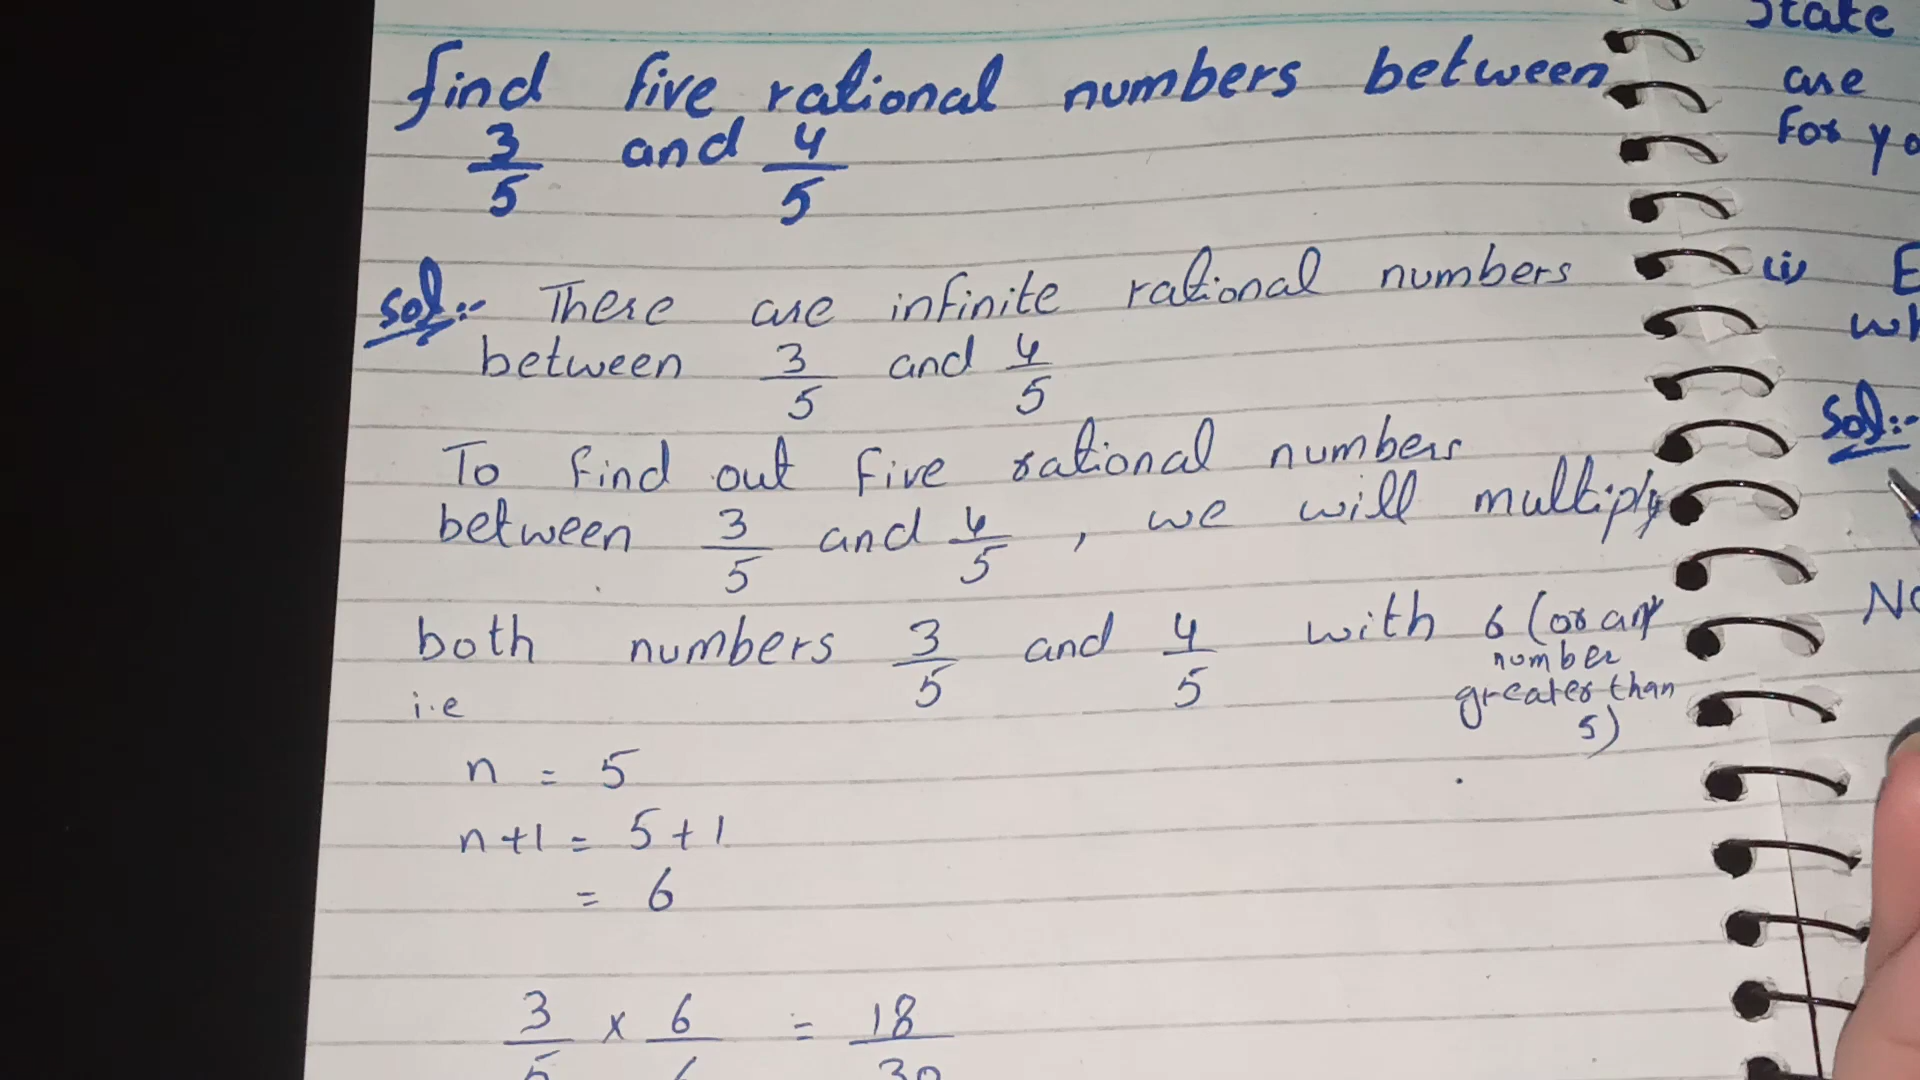 find five rational numbers between
3/5 and 4/5
Sol:- There are infinite rational numbers
between 3/5 and 4/5
To find out five rational numbers
between 3/5 and 4/5, we will multiply
both numbers 3/5 and 4/5 with 6 (or any
number
greater than
5)
i.e
n = 5
n+1 = 5+1
= 6
3/5 × 6/6 = 18/30
State
are
for yo
(i) E
wh
Sol:-
No